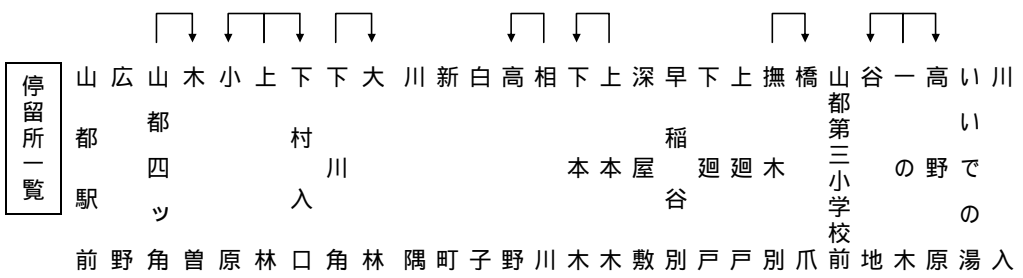 停留所一覧
山都駅前
広野
山都四ッ角
木曽
小原
上林
下村入口
下川角
大林
川隅
新町
白子
高野
相川
下本木
上本木
深屋敷
早稲谷別
下廻戸
上廻戸
撫木別
橋爪
山都第三小学校前
谷地
一の木
高野原
いいでの湯
川入